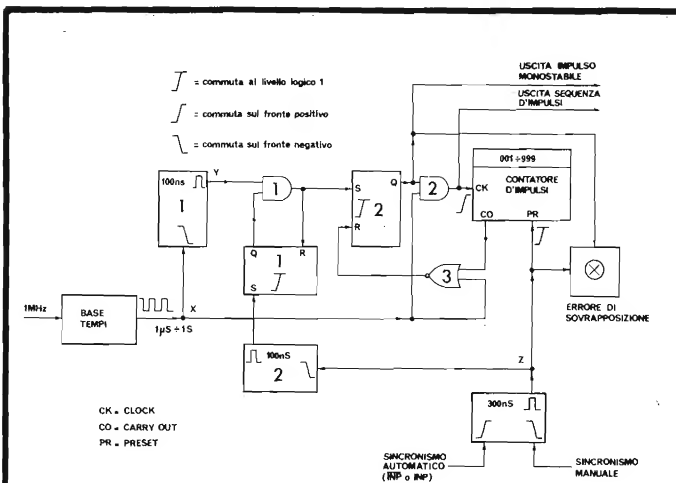 USCITA IMPULSO
MONOSTABILE
USCITA SEQUENZA
D'IMPULSI
= commuta al livello logico 1
= commuta sul fronte positivo
= commuta sul fronte negativo
001÷999
CONTATORE
D'IMPULSI
CK
CO
PR
100ns
1
Y
1
S
2
Q
R
2
Q
R
1
S
3
ERRORE DI
SOVRAPPOSIZIONE
1MHz
BASE
TEMPI
1µS ÷ 1S
X
100nS
2
Z
300nS
CK = CLOCK
CO = CARRY OUT
PR = PRESET
SINCRONISMO
AUTOMATICO
(I̅N̅P̅ o INP)
SINCRONISMO
MANUALE